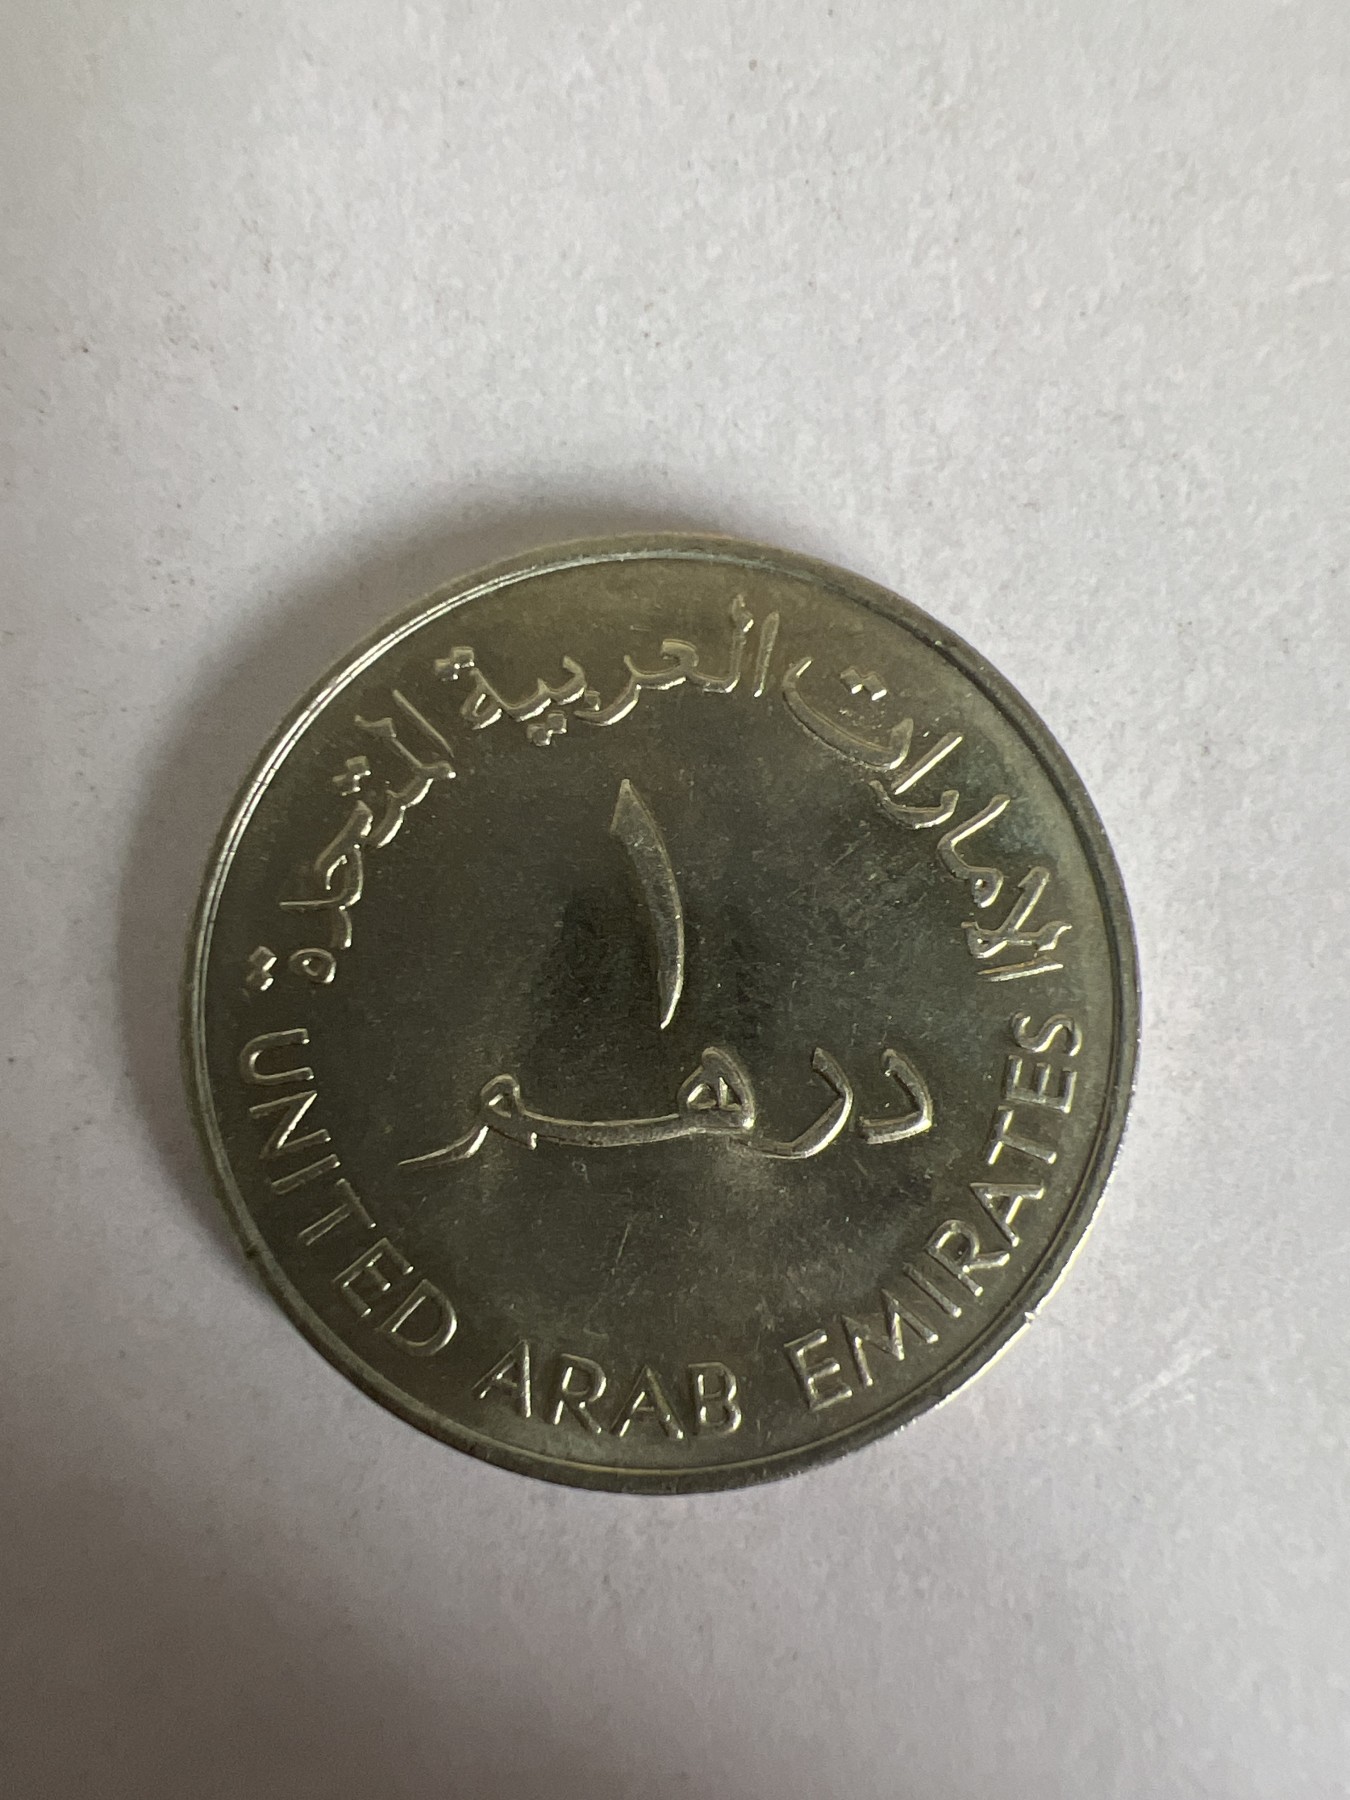 الإمارات العربية المتحدة
١
درهم
UNITED ARAB EMIRATES